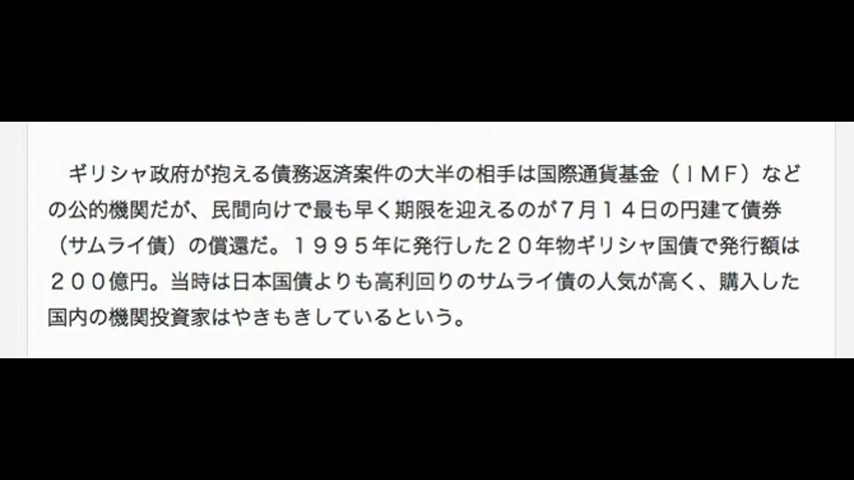 ギリシャ政府が抱える債務返済案件の大半の相手は国際通貨基金（ＩＭＦ）など
の公的機関だが、民間向けで最も早く期限を迎えるのが７月１４日の円建て債券
（サムライ債）の償還だ。１９９５年に発行した２０年物ギリシャ国債で発行額は
２００億円。当時は日本国債よりも高利回りのサムライ債の人気が高く、購入した
国内の機関投資家はやきもきしているという。